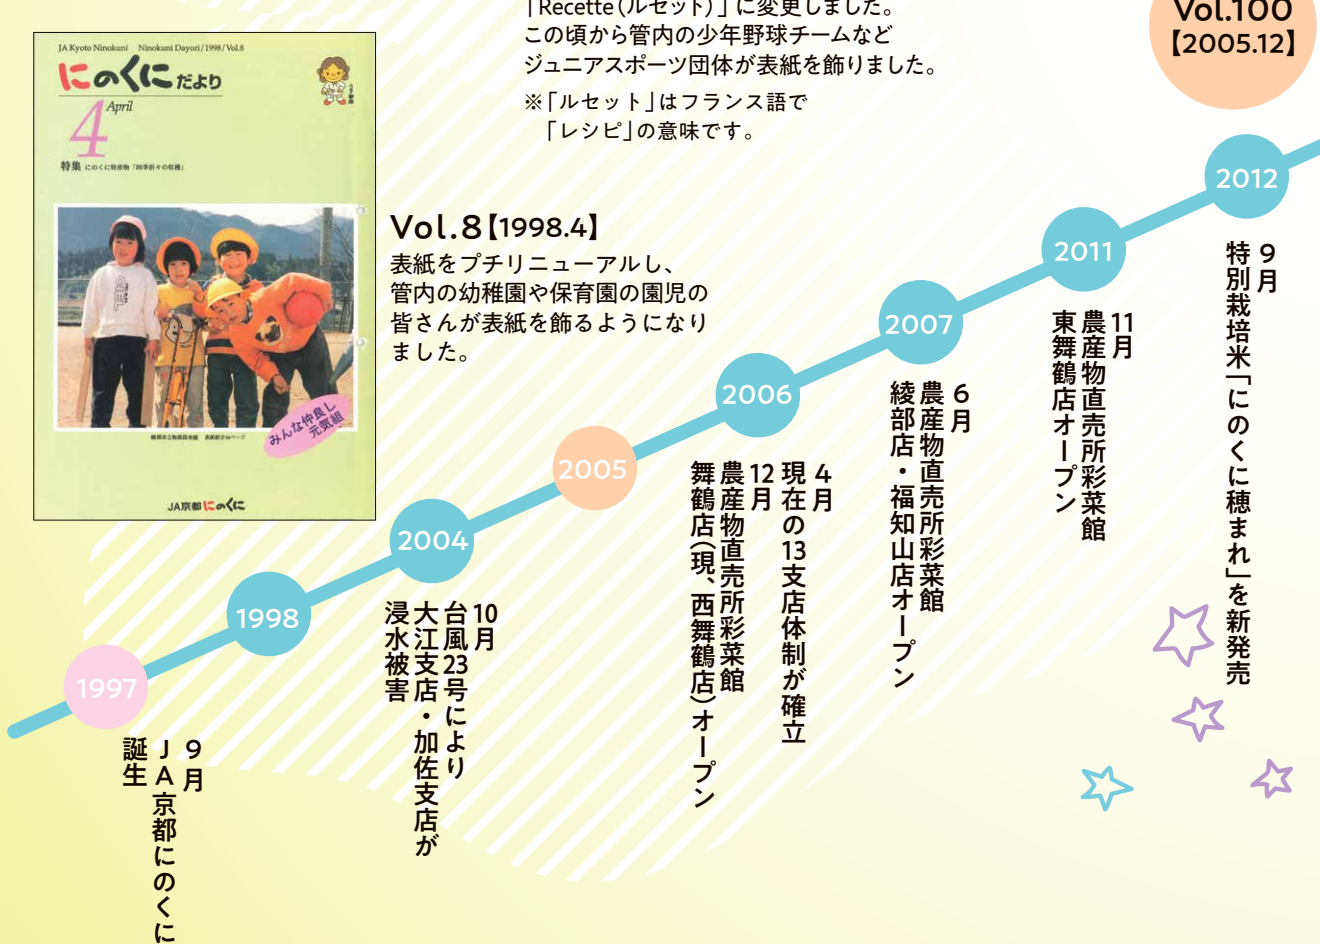 「Recette（ルセット）」に変更しました。
この頃から管内の少年野球チームなど
ジュニアスポーツ団体が表紙を飾りました。
※「ルセット」はフランス語で
「レシピ」の意味です。
Vol.100
【2005.12】
JA Kyoto Ninokuni Ninokuni Dayori/1998/Vol.8
にのくにだより
4
April
特集 にのくに特産物「四季折々の収穫」
みんな仲良し
元気組
JA京都にのくに
Vol.8【1998.4】
表紙をプチリニューアルし、
管内の幼稚園や保育園の園児の
皆さんが表紙を飾るようになり
ました。
1997
9月
JA京都にのくに
誕生
1998
2004
10月
台風23号により
大江支店・加佐支店が
浸水被害
2005
2006
4月
現在の13支店体制が確立
12月
農産物直売所彩菜館
舞鶴店（現、西舞鶴店）オープン
2007
6月
農産物直売所彩菜館
綾部店・福知山店オープン
2011
11月
農産物直売所彩菜館
東舞鶴店オープン
2012
9月
特別栽培米「にのくに穂まれ」を新発売